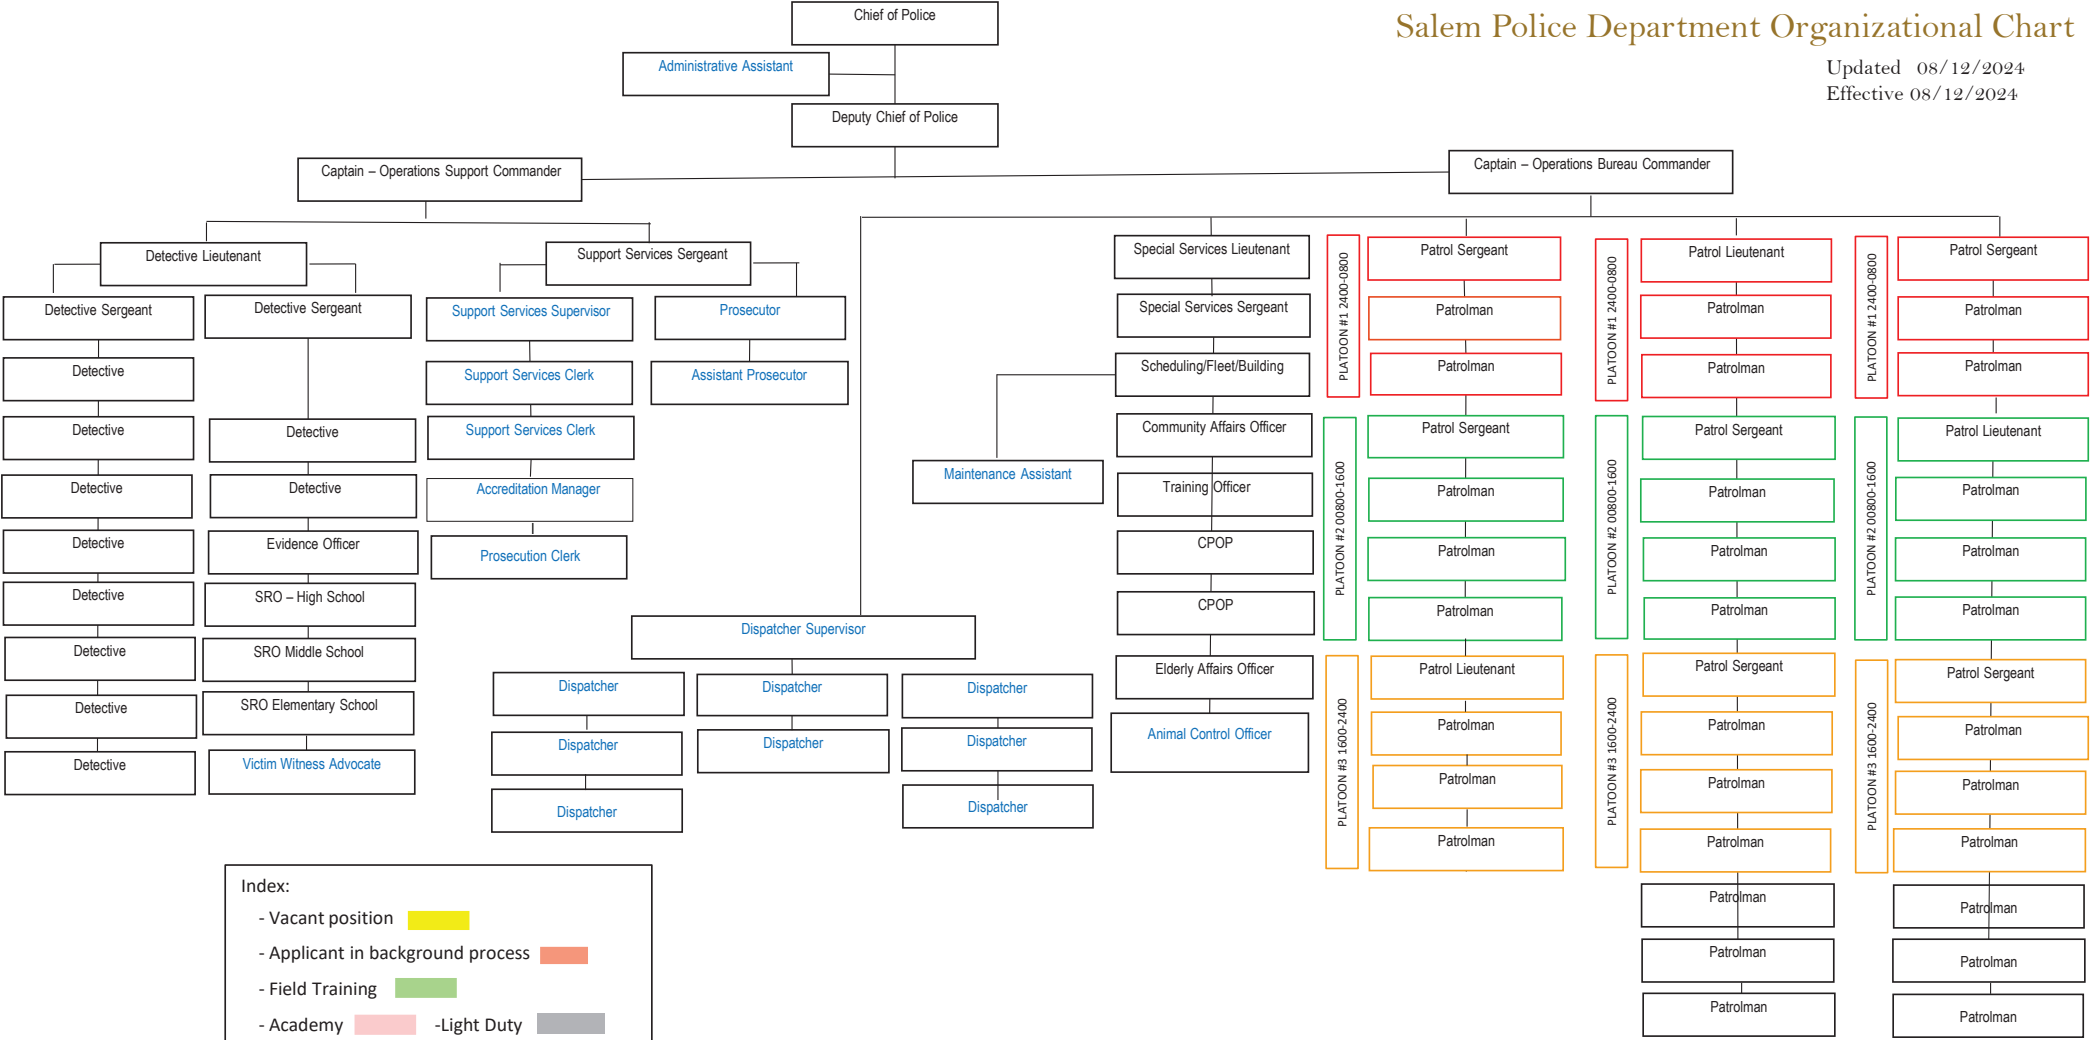 Salem Police Department Organizational Chart
Updated 08/12/2024
Effective 08/12/2024
Chief of Police
Administrative Assistant
Deputy Chief of Police
Captain – Operations Support Commander
Captain – Operations Bureau Commander
Detective Lieutenant
Support Services Sergeant
Detective Sergeant
Detective
Detective
Detective
Detective
Detective
Detective
Detective
Detective
Detective Sergeant
Detective
Detective
Evidence Officer
SRO – High School
SRO Middle School
SRO Elementary School
Victim Witness Advocate
Support Services Supervisor
Support Services Clerk
Support Services Clerk
Accreditation Manager
Prosecution Clerk
Prosecutor
Assistant Prosecutor
Dispatcher Supervisor
Dispatcher
Dispatcher
Dispatcher
Dispatcher
Dispatcher
Dispatcher
Dispatcher
Dispatcher
Special Services Lieutenant
Special Services Sergeant
Scheduling/Fleet/Building
Maintenance Assistant
Community Affairs Officer
Training Officer
CPOP
CPOP
Elderly Affairs Officer
Animal Control Officer
PLATOON #1 2400-0800
Patrol Sergeant
Patrolman
Patrolman
PLATOON #2 00800-1600
Patrol Sergeant
Patrolman
Patrolman
Patrolman
PLATOON #3 1600-2400
Patrol Lieutenant
Patrolman
Patrolman
Patrolman
PLATOON #1 2400-0800
Patrol Lieutenant
Patrolman
Patrolman
PLATOON #2 00800-1600
Patrol Sergeant
Patrolman
Patrolman
Patrolman
PLATOON #3 1600-2400
Patrol Sergeant
Patrolman
Patrolman
Patrolman
Patrolman
Patrolman
Patrolman
PLATOON #1 2400-0800
Patrol Sergeant
Patrolman
Patrolman
PLATOON #2 00800-1600
Patrol Lieutenant
Patrolman
Patrolman
Patrolman
PLATOON #3 1600-2400
Patrol Sergeant
Patrolman
Patrolman
Patrolman
Patrolman
Patrolman
Patrolman
Index:
- Vacant position
- Applicant in background process
- Field Training
- Academy -Light Duty